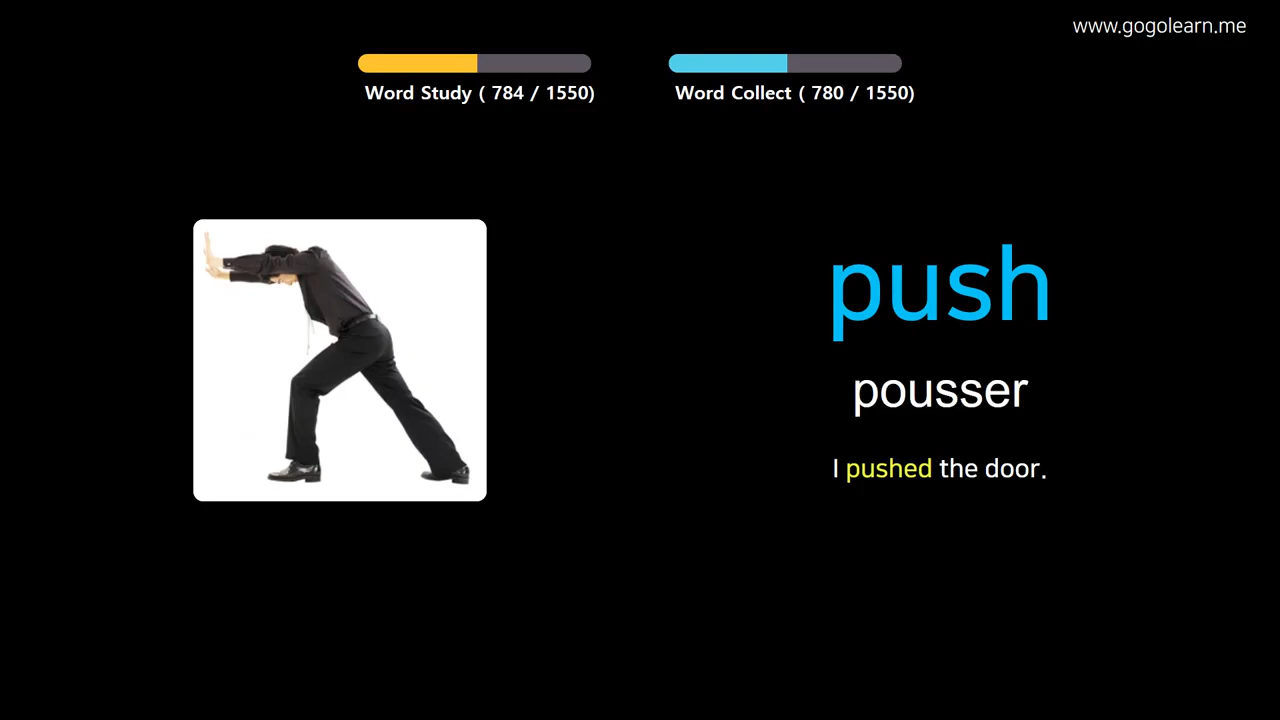 www.gogolearn.me
Word Study ( 784 / 1550)
Word Collect ( 780 / 1550)
push
pousser
I pushed the door.